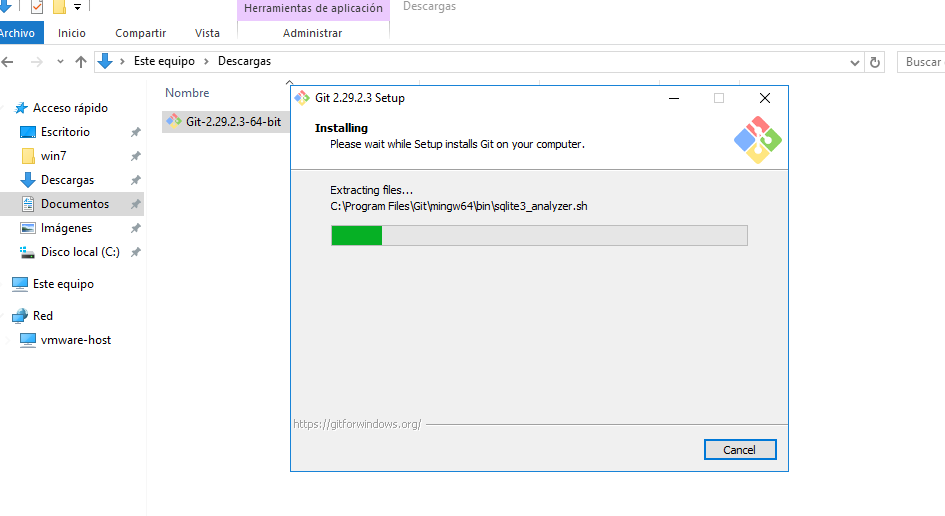 Herramientas de aplicación
Descargas
Archivo
Inicio
Compartir
Vista
Administrar
Este equipo
Descargas
Buscar
Nombre
Acceso rápido
Escritorio
win7
Descargas
Documentos
Imágenes
Disco local (C:)
Este equipo
Red
vmware-host
Git-2.29.2.3-64-bit
Git 2.29.2.3 Setup
Installing
Please wait while Setup installs Git on your computer.
Extracting files...
C:\Program Files\Git\mingw64\bin\sqlite3_analyzer.sh
https://gitforwindows.org/
Cancel